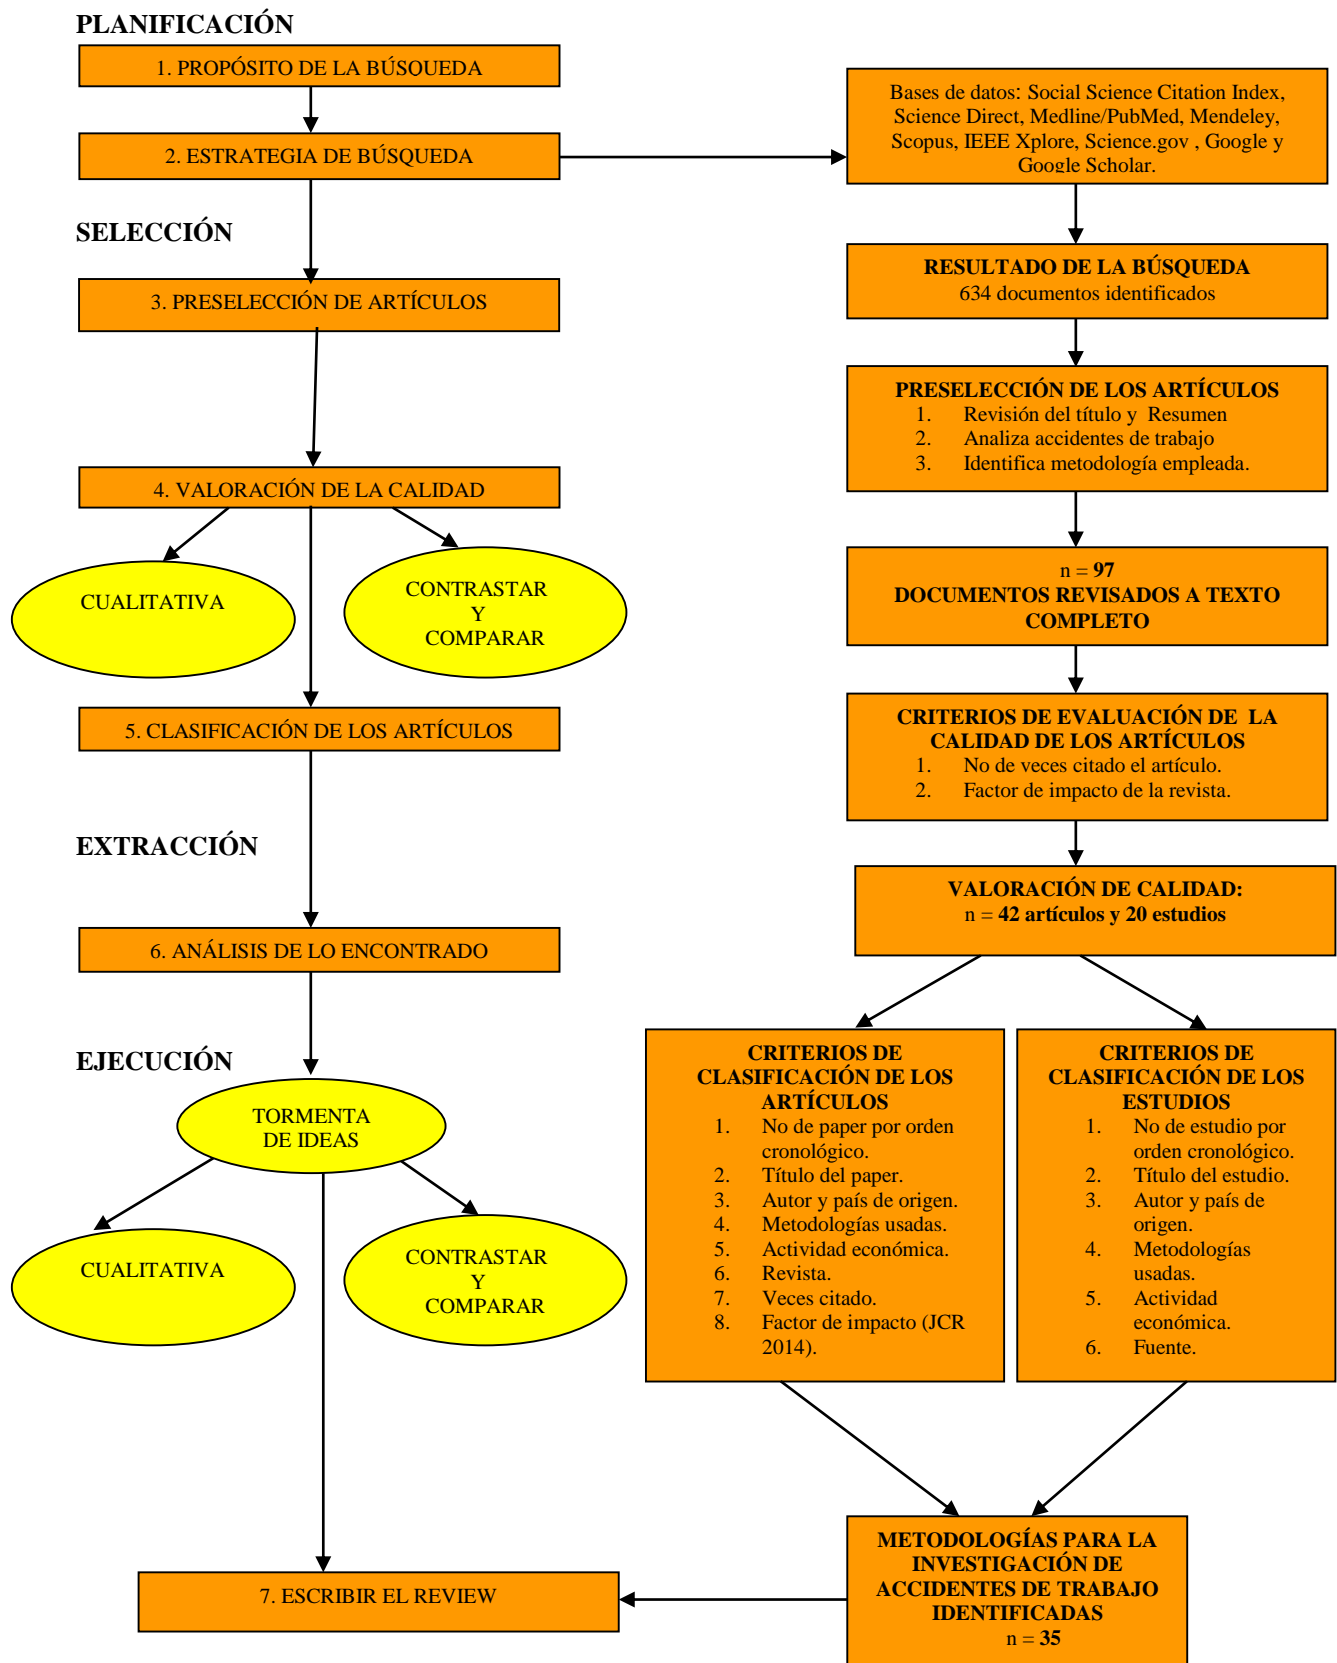 PLANIFICACIÓN
1. PROPÓSITO DE LA BÚSQUEDA
2. ESTRATEGIA DE BÚSQUEDA
SELECCIÓN
3. PRESELECCIÓN DE ARTÍCULOS
4. VALORACIÓN DE LA CALIDAD
CUALITATIVA
CONTRASTAR
Y
COMPARAR
5. CLASIFICACIÓN DE LOS ARTÍCULOS
EXTRACCIÓN
6. ANÁLISIS DE LO ENCONTRADO
EJECUCIÓN
TORMENTA
DE IDEAS
CUALITATIVA
CONTRASTAR
Y
COMPARAR
7. ESCRIBIR EL REVIEW
Bases de datos: Social Science Citation Index,
Science Direct, Medline/PubMed, Mendeley,
Scopus, IEEE Xplore, Science.gov , Google y
Google Scholar.
RESULTADO DE LA BÚSQUEDA
634 documentos identificados
PRESELECCIÓN DE LOS ARTÍCULOS
1. Revisión del título y Resumen
2. Analiza accidentes de trabajo
3. Identifica metodología empleada.
n = 97
DOCUMENTOS REVISADOS A TEXTO
COMPLETO
CRITERIOS DE EVALUACIÓN DE LA
CALIDAD DE LOS ARTÍCULOS
1. No de veces citado el artículo.
2. Factor de impacto de la revista.
VALORACIÓN DE CALIDAD:
n = 42 artículos y 20 estudios
CRITERIOS DE
CLASIFICACIÓN DE LOS
ARTÍCULOS
1. No de paper por orden
cronológico.
2. Título del paper.
3. Autor y país de origen.
4. Metodologías usadas.
5. Actividad económica.
6. Revista.
7. Veces citado.
8. Factor de impacto (JCR
2014).
CRITERIOS DE
CLASIFICACIÓN DE LOS
ESTUDIOS
1. No de estudio por
orden cronológico.
2. Título del estudio.
3. Autor y país de
origen.
4. Metodologías
usadas.
5. Actividad
económica.
6. Fuente.
METODOLOGÍAS PARA LA
INVESTIGACIÓN DE
ACCIDENTES DE TRABAJO
IDENTIFICADAS
n = 35